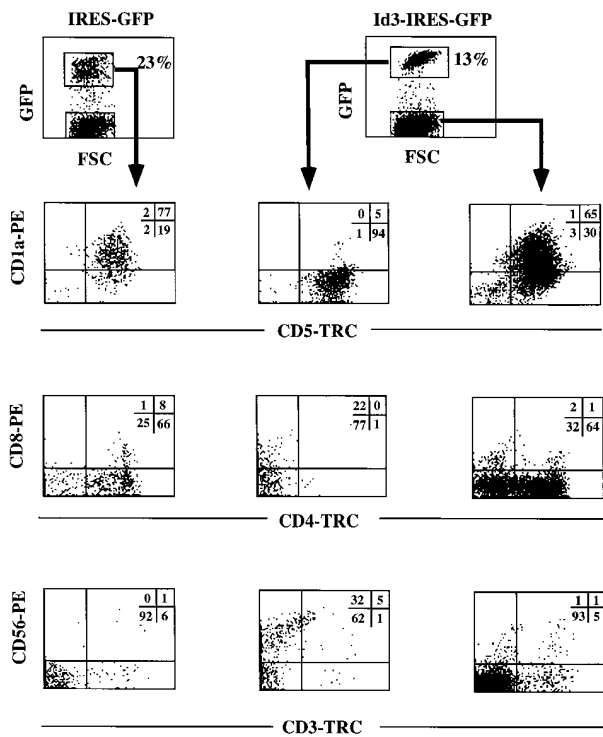 IRES-GFP
Id3-IRES-GFP
23%
13%
GFP
GFP
FSC
FSC
CD1a-PE
2 77
2 19
0 5
1 94
1 65
3 30
CD5-TRC
CD8-PE
1 8
25 66
22 0
77 1
2 1
32 64
CD4-TRC
CD56-PE
0 1
92 6
32 5
62 1
1 1
93 5
CD3-TRC